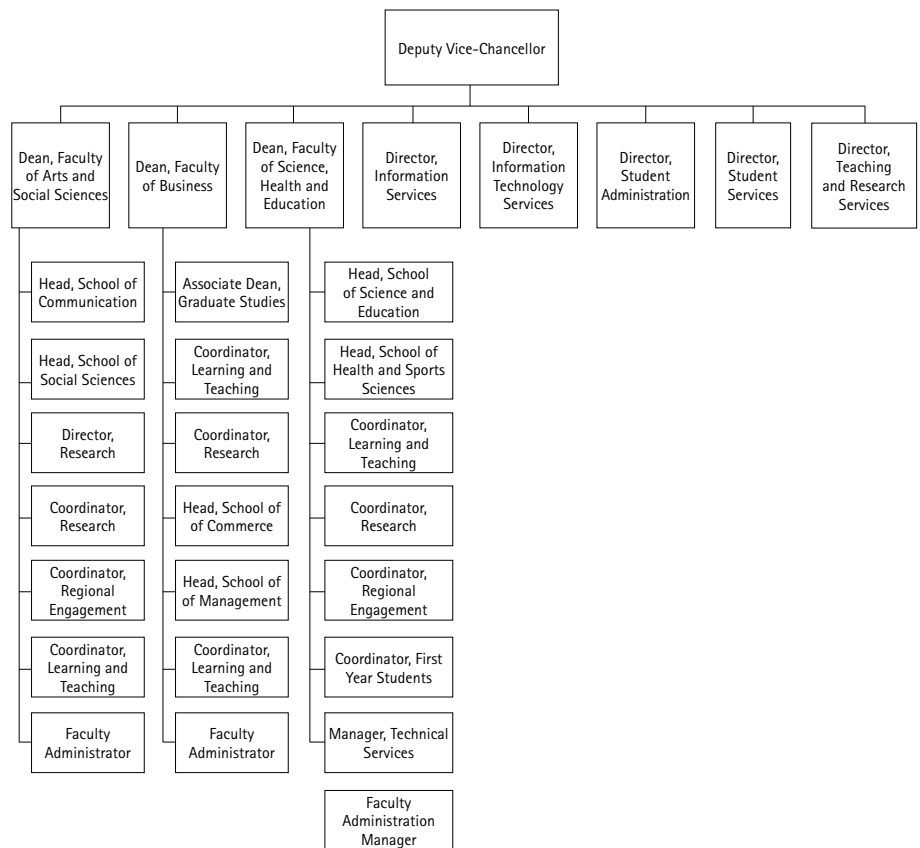 Deputy Vice-Chancellor
Dean, Faculty
of Arts and
Social Sciences
Dean, Faculty
of Business
Dean, Faculty
of Science,
Health and
Education
Director,
Information
Services
Director,
Information
Technology
Services
Director,
Student
Administration
Director,
Student
Services
Director,
Teaching
and Research
Services
Head, School of
Communication
Head, School of
Social Sciences
Director,
Research
Coordinator,
Research
Coordinator,
Regional
Engagement
Coordinator,
Learning and
Teaching
Faculty
Administrator
Associate Dean,
Graduate Studies
Coordinator,
Learning and
Teaching
Coordinator,
Research
Head, School of
of Commerce
Head, School of
of Management
Coordinator,
Learning and
Teaching
Faculty
Administrator
Head, School
of Science and
Education
Head, School of
Health and Sports
Sciences
Coordinator,
Learning and
Teaching
Coordinator,
Research
Coordinator,
Regional
Engagement
Coordinator, First
Year Students
Manager, Technical
Services
Faculty
Administration
Manager